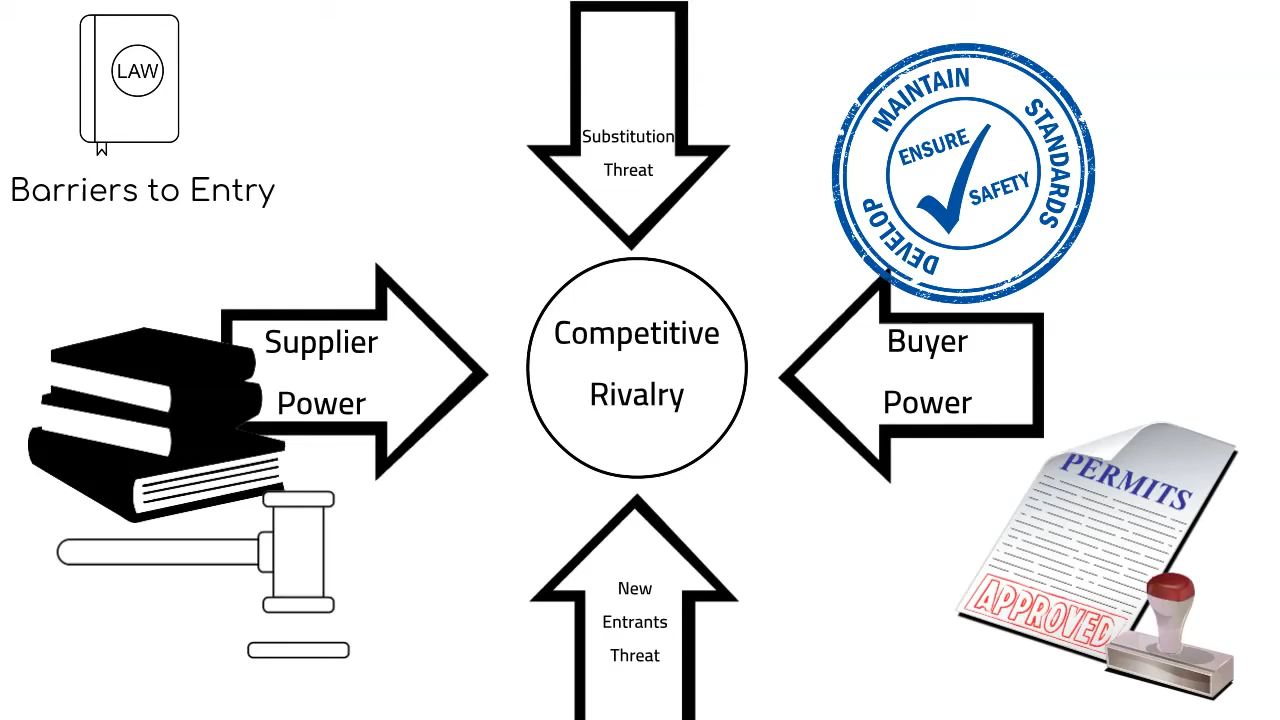 LAW
Barriers to Entry
Substitution
Threat
MAINTAIN
STANDARDS
DEVELOP
ENSURE
SAFETY
Supplier
Power
Competitive
Rivalry
Buyer
Power
New
Entrants
Threat
PERMITS
APPROVED